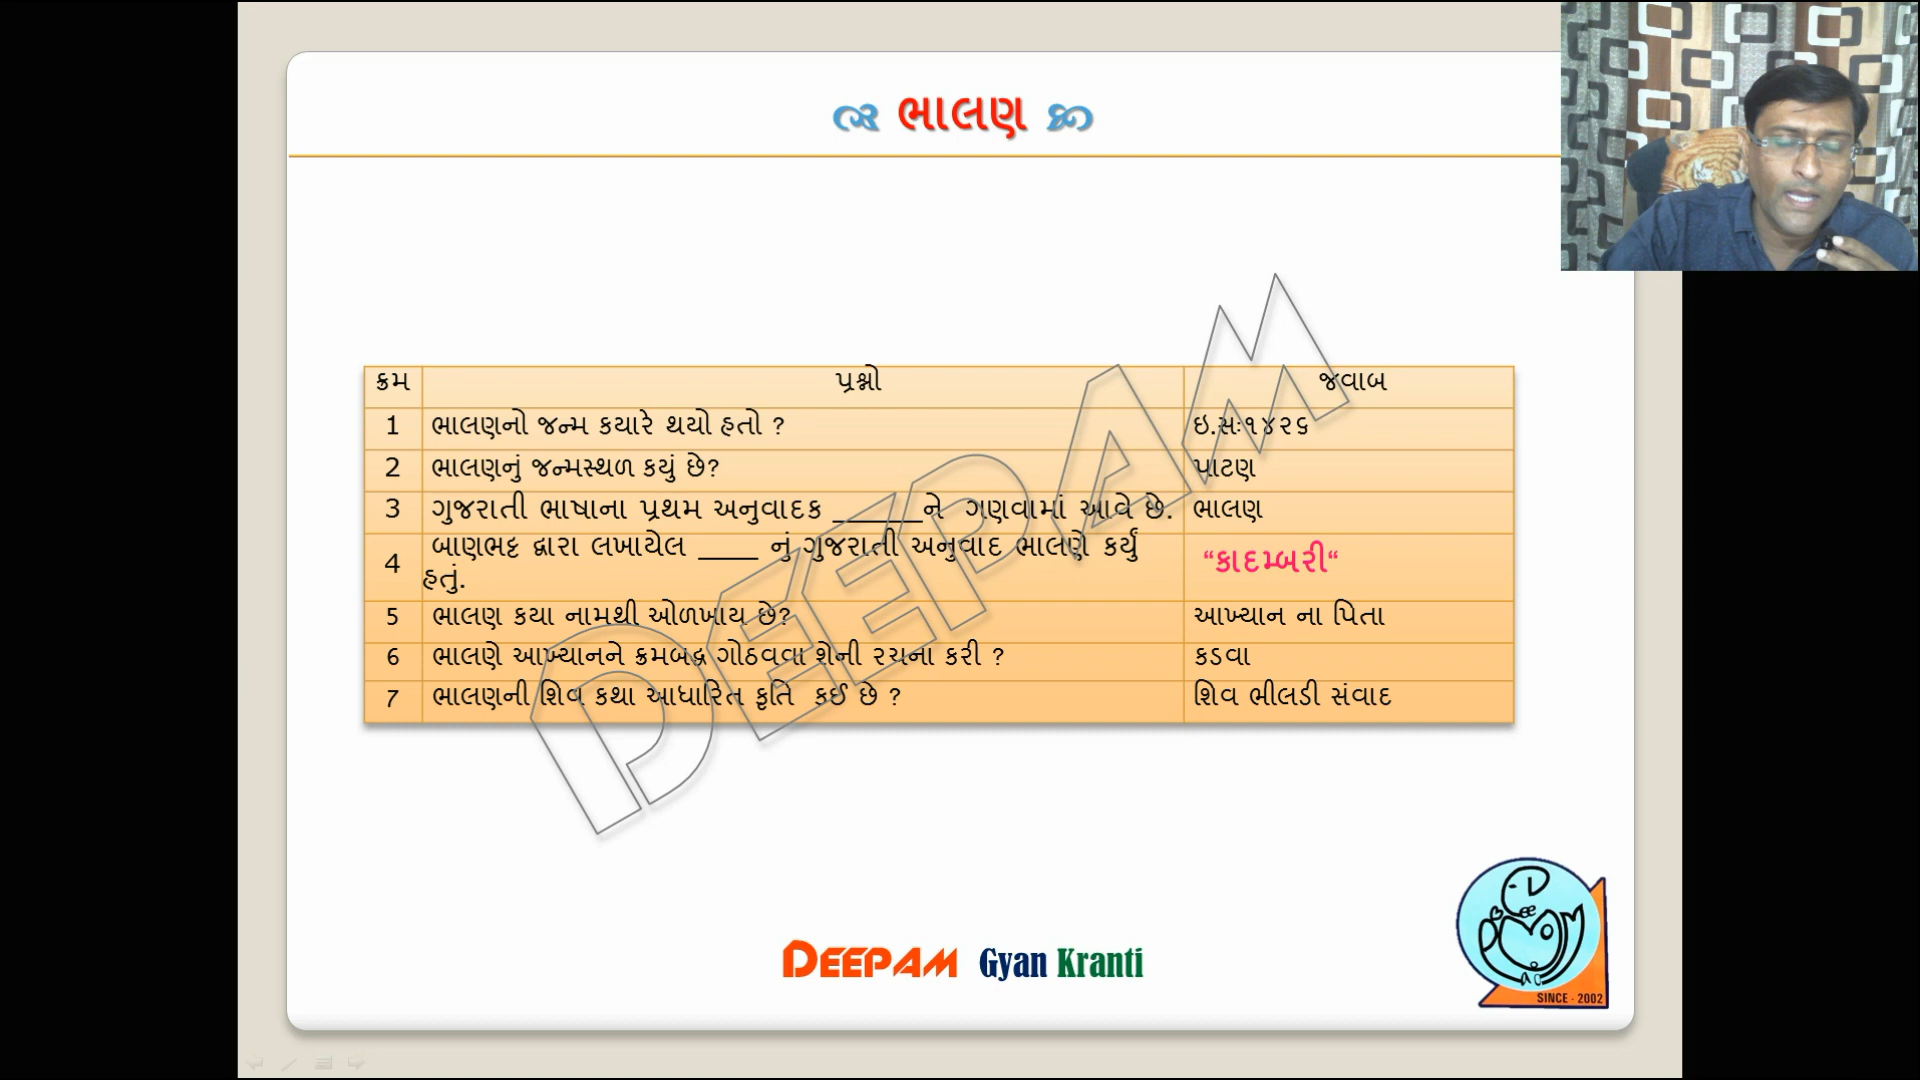 ભાલણ
ક્રમ પ્રશ્નો જવાબ
1 ભાલણનો જન્મ કયારે થયો હતો ? ઇ.સઃ૧૪૨૬
2 ભાલણનું જન્મસ્થળ કયું છે? પાટણ
3 ગુજરાતી ભાષાના પ્રથમ અનુવાદક ______ને ગણવામાં આવે છે. ભાલણ
4 બાણભટ્ટ દ્વારા લખાયેલ ____ નું ગુજરાતી અનુવાદ ભાલણે કર્યું
હતું. “કાદમ્બરી“
5 ભાલણ કયા નામથી ઓળખાય છે? આખ્યાન ના પિતા
6 ભાલણે આખ્યાનને ક્રમબદ્ધ ગોઠવવા શેની રચના કરી ? કડવા
7 ભાલણની શિવ કથા આધારિત કૃતિ કઈ છે ? શિવ ભીલડી સંવાદ
DEEPAM
DEEPAM Gyan Kranti
SINCE - 2002